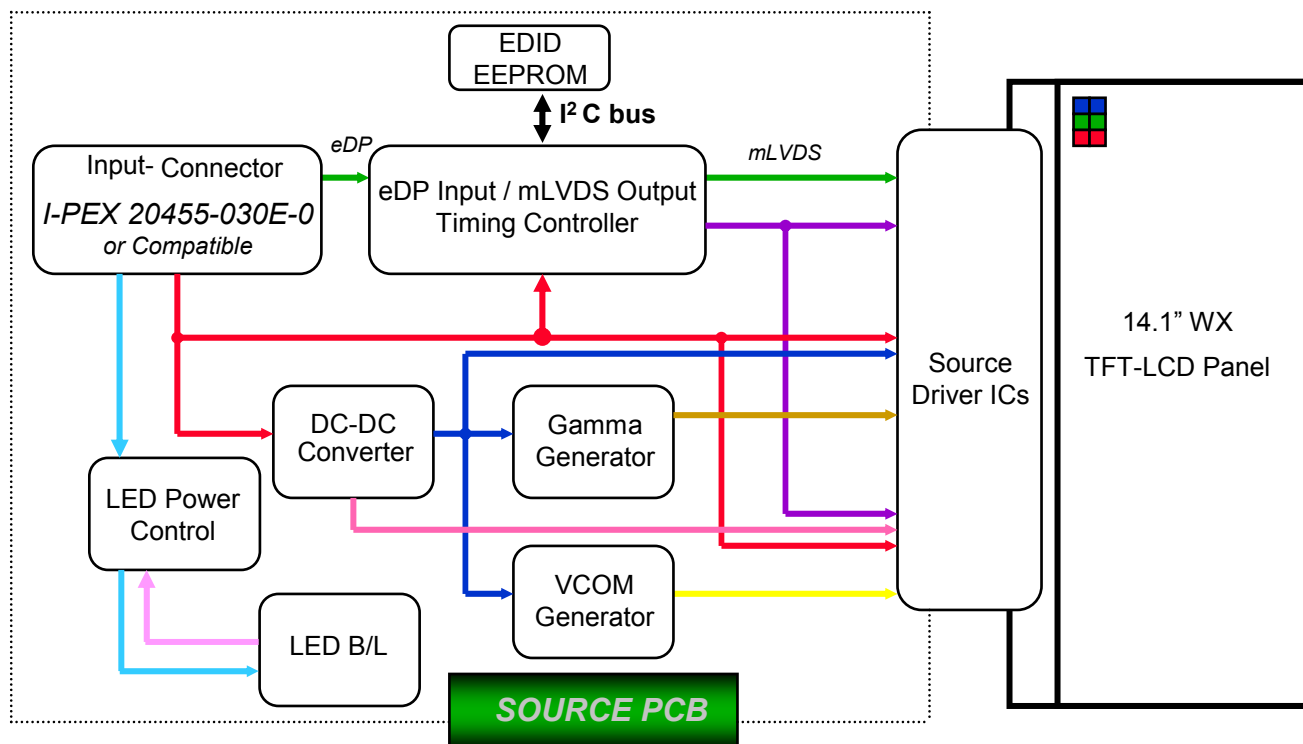 EDID
EEPROM
I² C bus
eDP
mLVDS
Input- Connector
I-PEX 20455-030E-0
or Compatible
eDP Input / mLVDS Output
Timing Controller
14.1” WX
TFT-LCD Panel
Source
Driver ICs
DC-DC
Converter
Gamma
Generator
LED Power
Control
VCOM
Generator
LED B/L
SOURCE PCB